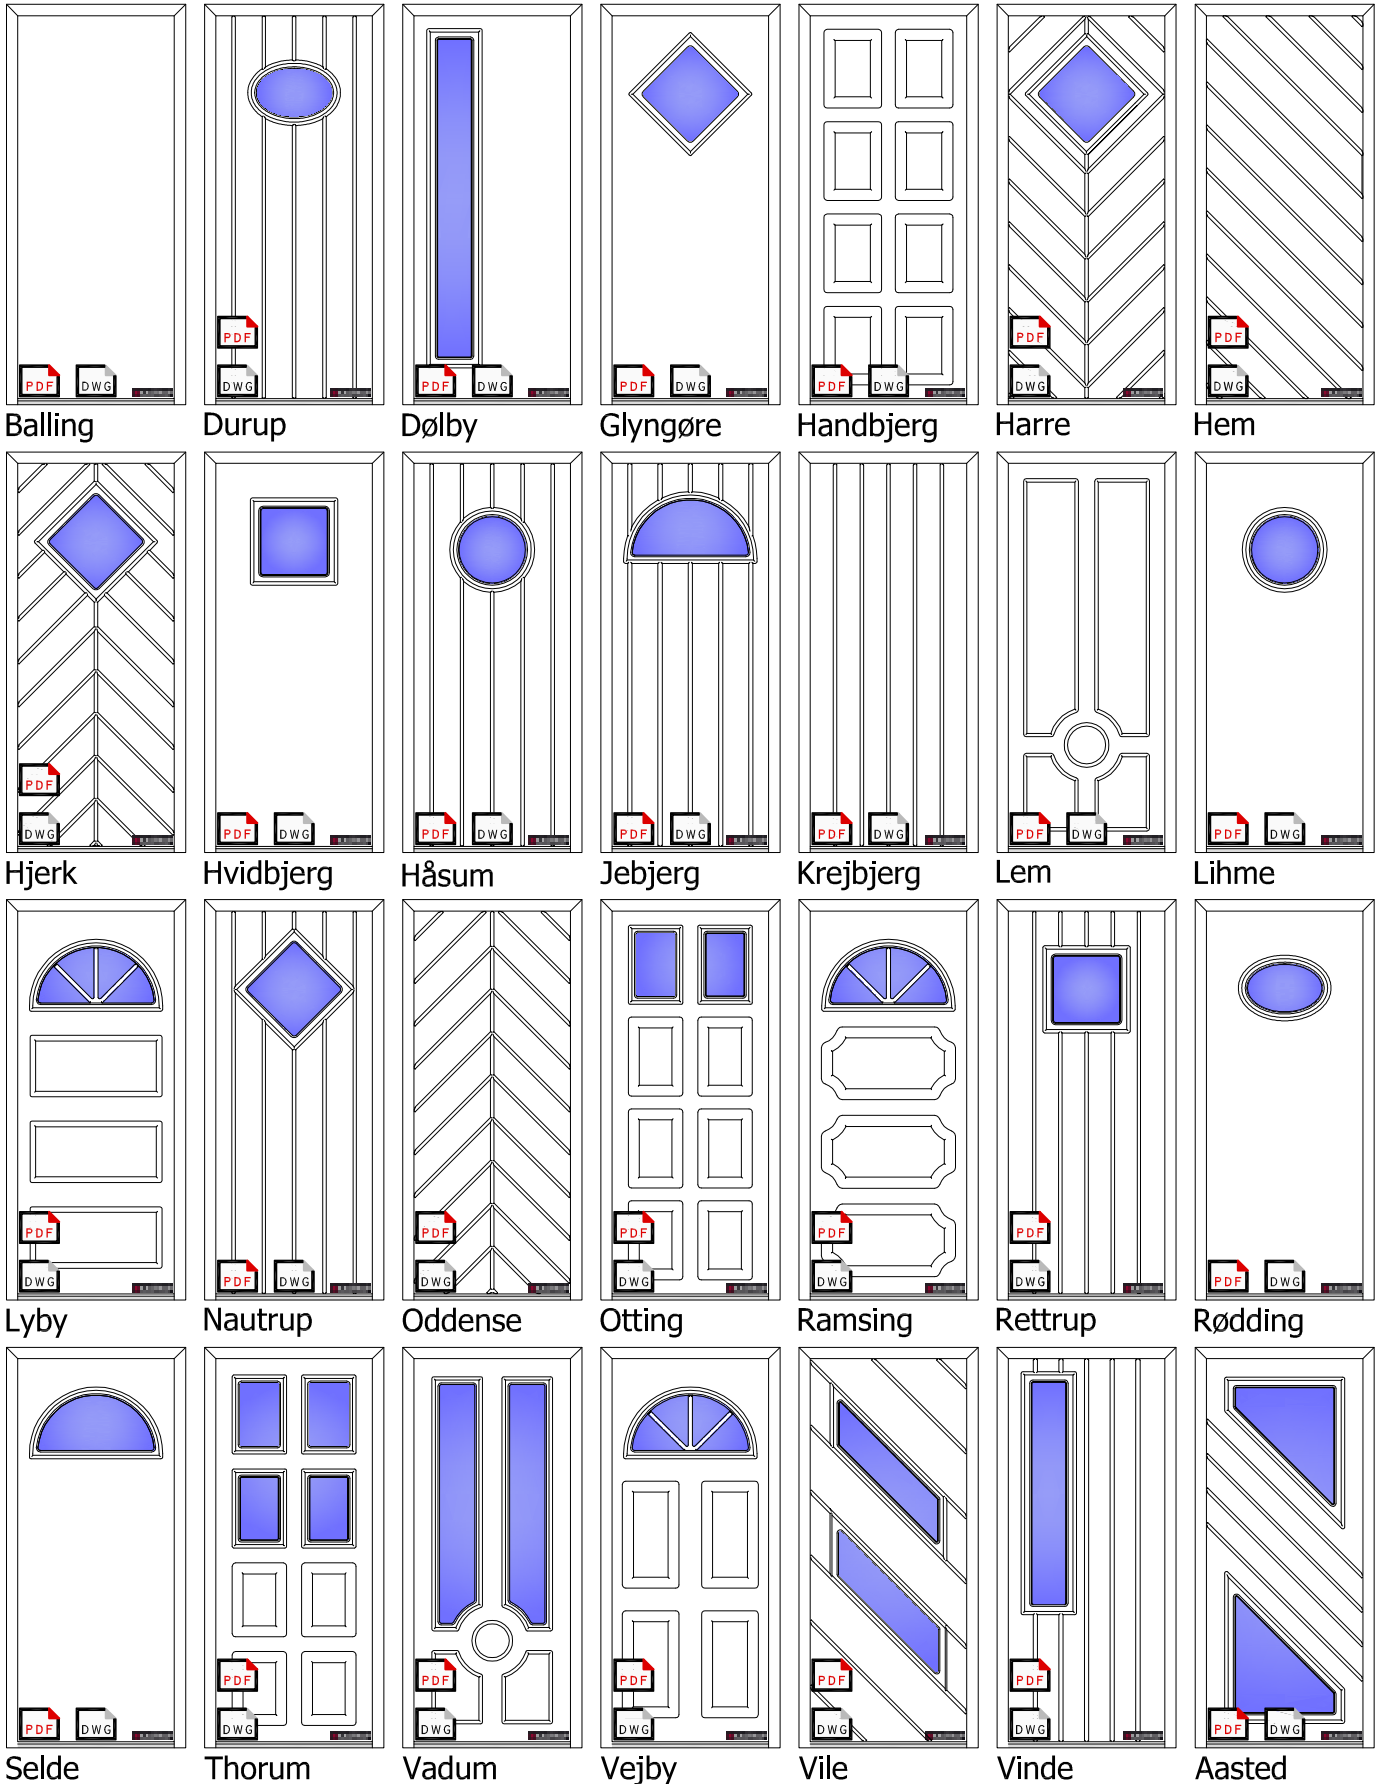 PDF DWG PDF DWG PDF DWG PDF DWG PDF DWG PDF DWG PDF DWG
Balling Durup Dølby Glyngøre Handbjerg Harre Hem
PDF DWG PDF DWG PDF DWG PDF DWG PDF DWG PDF DWG PDF DWG
Hjerk Hvidbjerg Håsum Jebjerg Krejbjerg Lem Lihme
PDF DWG PDF DWG PDF DWG PDF DWG PDF DWG PDF DWG PDF DWG
Lyby Nautrup Oddense Otting Ramsing Rettrup Rødding
PDF DWG PDF DWG PDF DWG PDF DWG PDF DWG PDF DWG PDF DWG
Selde Thorum Vadum Vejby Vile Vinde Aasted